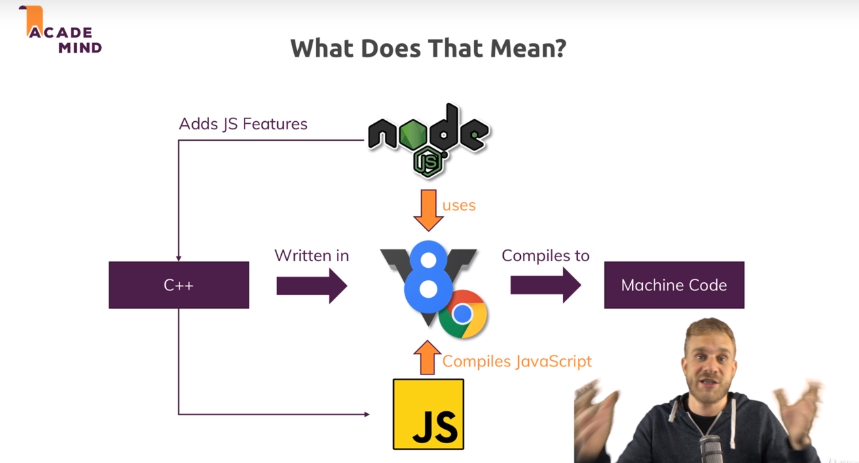 ACADE
MIND
What Does That Mean?
Adds JS Features
node
JS
uses
Written in
Compiles to
C++
V8
Machine Code
Compiles JavaScript
JS